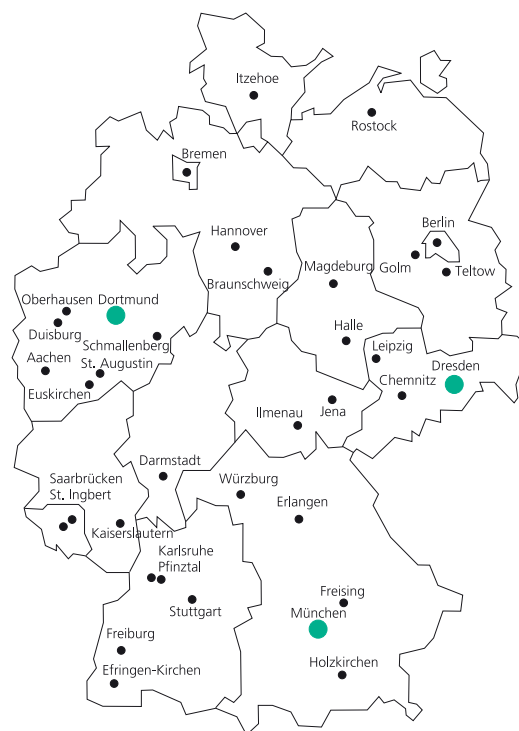 Itzehoe
Rostock
Bremen
Berlin
Hannover
Golm
Teltow
Braunschweig
Magdeburg
Oberhausen
Dortmund
Duisburg
Schmallenberg
Halle
Leipzig
Dresden
Aachen
St. Augustin
Euskirchen
Chemnitz
Ilmenau
Jena
Darmstadt
Würzburg
Saarbrücken
St. Ingbert
Erlangen
Kaiserslautern
Karlsruhe
Pfinztal
Stuttgart
Freising
München
Freiburg
Efringen-Kirchen
Holzkirchen